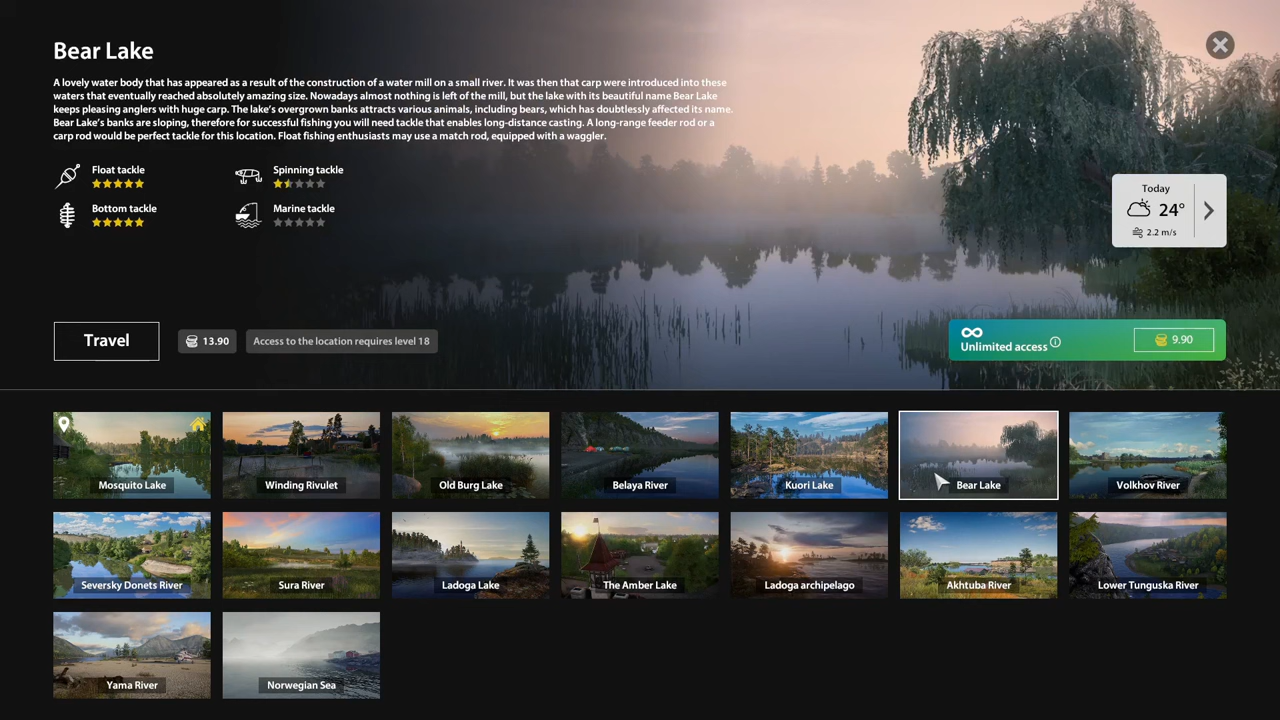 Bear Lake
A lovely water body that has appeared as a result of the construction of a water mill on a small river. It was then that carp were introduced into these
waters that eventually reached absolutely amazing size. Nowadays almost nothing is left of the mill, but the lake with its beautiful name Bear Lake
keeps pleasing anglers with huge carp. The lake's overgrown banks attracts various animals, including bears, which has doubtlessly affected its name.
Bear Lake's banks are sloping, therefore for successful fishing you will need tackle that enables long-distance casting. A long-range feeder rod or a
carp rod would be perfect tackle for this location. Float fishing enthusiasts may use a match rod, equipped with a waggler.
Float tackle
Spinning tackle
Bottom tackle
Marine tackle
Today
24°
2.2 m/s
Travel
13.90
Access to the location requires level 18
Unlimited access
9.90
Mosquito Lake
Winding Rivulet
Old Burg Lake
Belaya River
Kuori Lake
Bear Lake
Volkhov River
Seversky Donets River
Sura River
Ladoga Lake
The Amber Lake
Ladoga archipelago
Akhtuba River
Lower Tunguska River
Yama River
Norwegian Sea